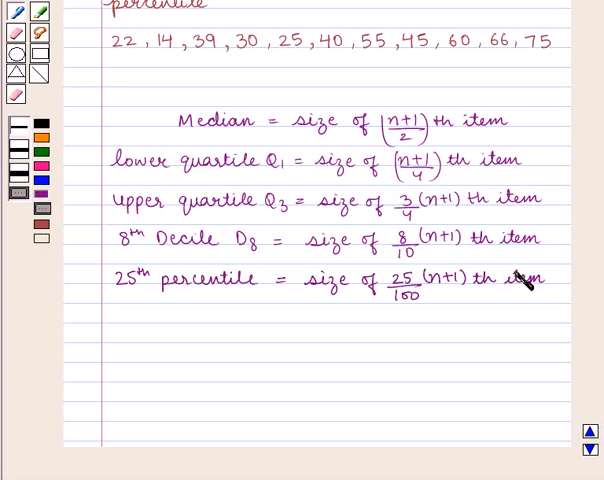 percentile
22, 14, 39, 30, 25, 40, 55, 45, 60, 66, 75
Median = size of (n+1/2) th item
lower quartile Q1 = size of (n+1/4) th item
upper quartile Q3 = size of 3/4 (n+1) th item
8th Decile D8 = size of 8/10 (n+1) th item
25th percentile = size of 25/100 (n+1) th item